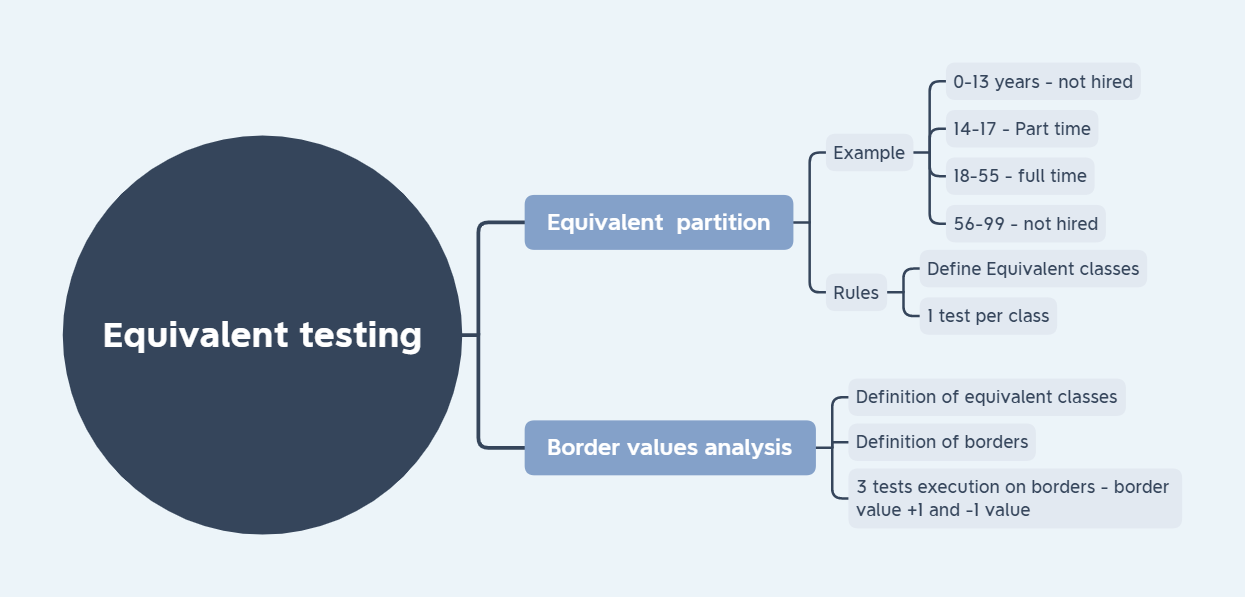 Equivalent testing
Equivalent  partition
Example
0-13 years - not hired
14-17 - Part time
18-55 - full time
56-99 - not hired
Rules
Define Equivalent classes
1 test per class
Border values analysis
Definition of equivalent classes
Definition of borders
3 tests execution on borders - border
value +1 and -1 value